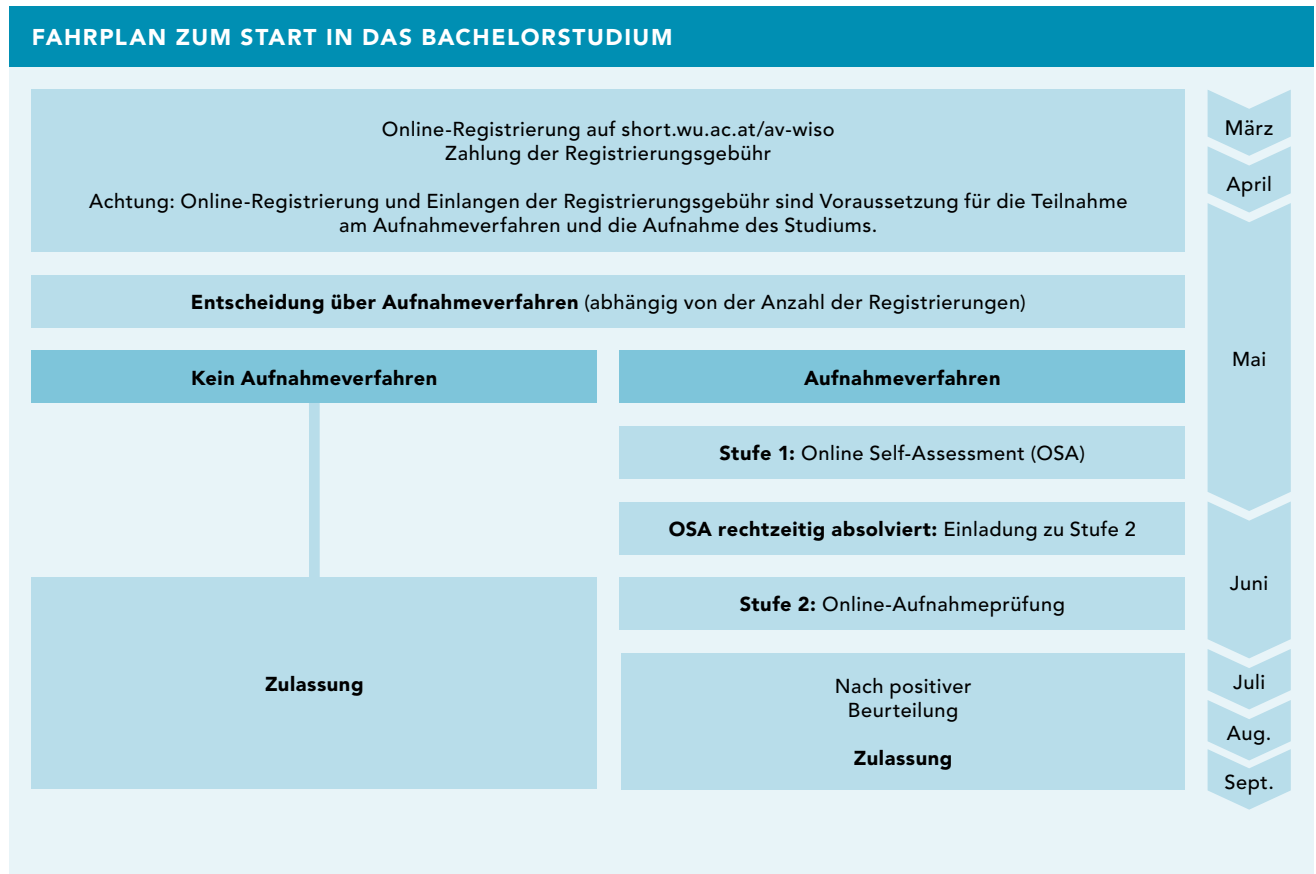 FAHRPLAN ZUM START IN DAS BACHELORSTUDIUM
Online-Registrierung auf short.wu.ac.at/av-wiso
Zahlung der Registrierungsgebühr
Achtung: Online-Registrierung und Einlangen der Registrierungsgebühr sind Voraussetzung für die Teilnahme
am Aufnahmeverfahren und die Aufnahme des Studiums.
Entscheidung über Aufnahmeverfahren (abhängig von der Anzahl der Registrierungen)
Kein Aufnahmeverfahren
Aufnahmeverfahren
Stufe 1: Online Self-Assessment (OSA)
OSA rechtzeitig absolviert: Einladung zu Stufe 2
Stufe 2: Online-Aufnahmeprüfung
Zulassung
Nach positiver
Beurteilung
Zulassung
März
April
Mai
Juni
Juli
Aug.
Sept.